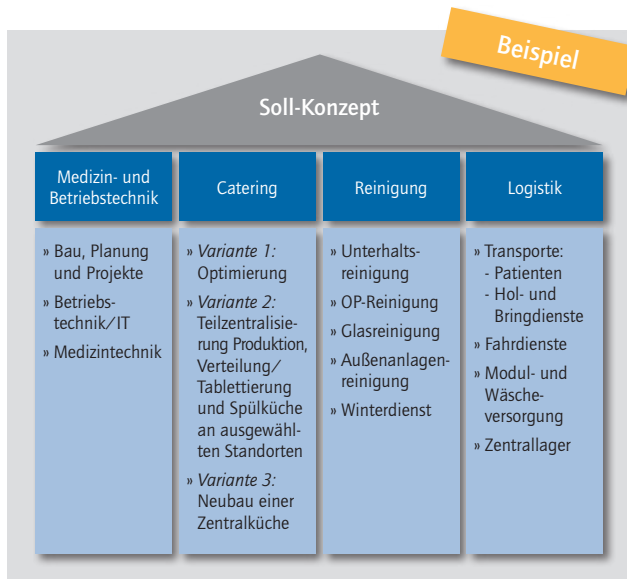 Beispiel
Soll-Konzept
Medizin- und
Betriebstechnik
» Bau, Planung
und Projekte
» Betriebs-
technik/IT
» Medizintechnik
Catering
» Variante 1:
Optimierung
» Variante 2:
Teilzentralisie-
rung Produktion,
Verteilung/
Tablettierung
und Spülküche
an ausgewähl-
ten Standorten
» Variante 3:
Neubau einer
Zentralküche
Reinigung
» Unterhalts-
reinigung
» OP-Reinigung
» Glasreinigung
» Außenanlagen-
reinigung
» Winterdienst
Logistik
» Transporte:
- Patienten
- Hol- und
Bringdienste
» Fahrdienste
» Modul- und
Wäsche-
versorgung
» Zentrallager